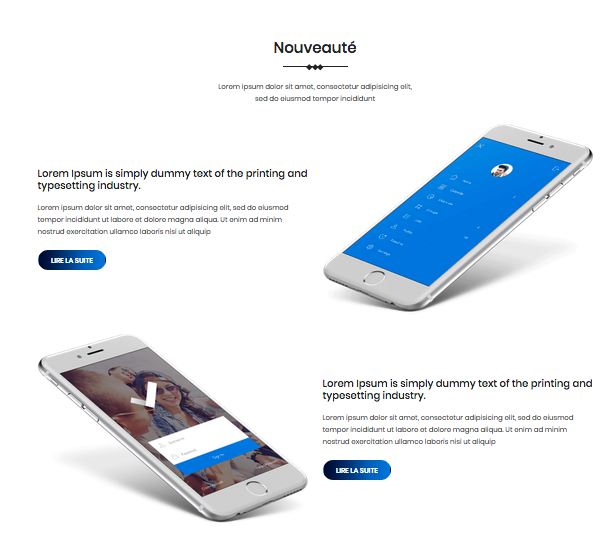 Nouveauté
Lorem ipsum dolor sit amet, consectetur adipisicing elit,
sed do eiusmod tempor incididunt
Lorem Ipsum is simply dummy text of the printing and
typesetting industry.
Lorem ipsum dolor sit amet, consectetur adipisicing elit, sed do eiusmod
tempor incididunt ut labore et dolore magna aliqua. Ut enim ad minim
nostrud exercitation ullamco laboris nisi ut aliquip
LIRE LA SUITE
Lorem Ipsum is simply dummy text of the printing and
typesetting industry.
Lorem ipsum dolor sit amet, consectetur adipisicing elit, sed do eiusmod
tempor incididunt ut labore et dolore magna aliqua. Ut enim ad minim
nostrud exercitation ullamco laboris nisi ut aliquip
LIRE LA SUITE